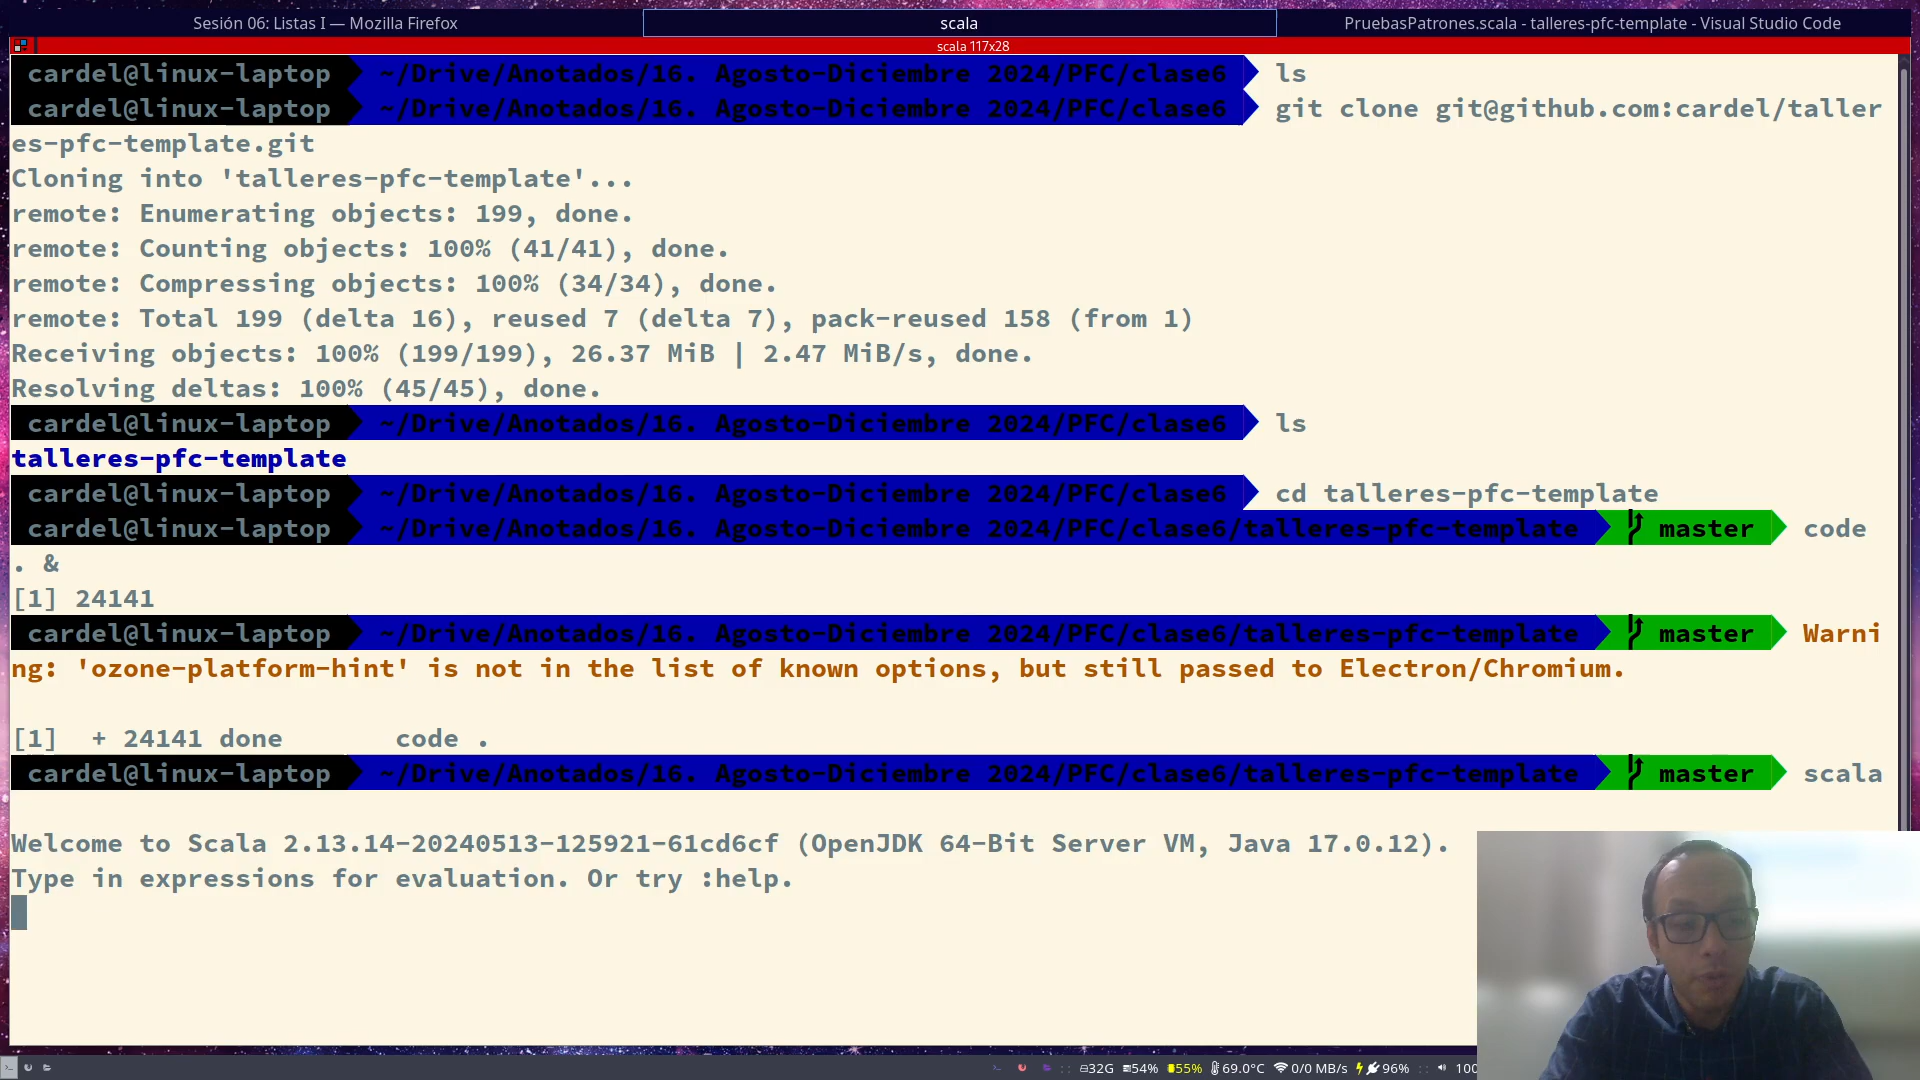 Sesión 06: Listas I — Mozilla Firefox
scala
PruebasPatrones.scala - talleres-pfc-template - Visual Studio Code
scala 117x28
cardel@linux-laptop ~/Drive/Anotados/16. Agosto-Diciembre 2024/PFC/clase6 ls
cardel@linux-laptop ~/Drive/Anotados/16. Agosto-Diciembre 2024/PFC/clase6 git clone git@github.com:cardel/taller
es-pfc-template.git
Cloning into 'talleres-pfc-template'...
remote: Enumerating objects: 199, done.
remote: Counting objects: 100% (41/41), done.
remote: Compressing objects: 100% (34/34), done.
remote: Total 199 (delta 16), reused 7 (delta 7), pack-reused 158 (from 1)
Receiving objects: 100% (199/199), 26.37 MiB | 2.47 MiB/s, done.
Resolving deltas: 100% (45/45), done.
cardel@linux-laptop ~/Drive/Anotados/16. Agosto-Diciembre 2024/PFC/clase6 ls
talleres-pfc-template
cardel@linux-laptop ~/Drive/Anotados/16. Agosto-Diciembre 2024/PFC/clase6 cd talleres-pfc-template
cardel@linux-laptop ~/Drive/Anotados/16. Agosto-Diciembre 2024/PFC/clase6/talleres-pfc-template master code
. &
[1] 24141
cardel@linux-laptop ~/Drive/Anotados/16. Agosto-Diciembre 2024/PFC/clase6/talleres-pfc-template master Warni
ng: 'ozone-platform-hint' is not in the list of known options, but still passed to Electron/Chromium.
[1]  + 24141 done       code .
cardel@linux-laptop ~/Drive/Anotados/16. Agosto-Diciembre 2024/PFC/clase6/talleres-pfc-template master scala
Welcome to Scala 2.13.14-20240513-125921-61cd6cf (OpenJDK 64-Bit Server VM, Java 17.0.12).
Type in expressions for evaluation. Or try :help.
32G 54% 55% 69.0°C 0/0 MB/s 96% 100